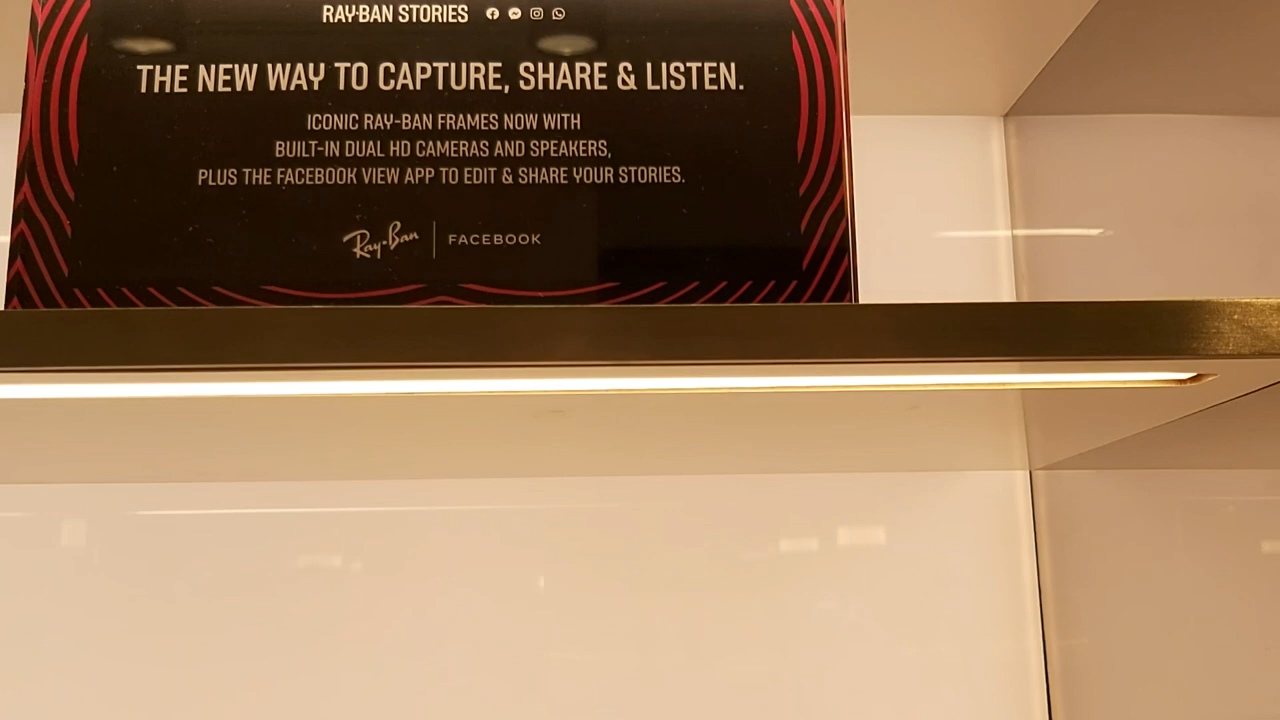 RAY-BAN STORIES
THE NEW WAY TO CAPTURE, SHARE & LISTEN.
ICONIC RAY-BAN FRAMES NOW WITH
BUILT-IN DUAL HD CAMERAS AND SPEAKERS,
PLUS THE FACEBOOK VIEW APP TO EDIT & SHARE YOUR STORIES.
Ray-Ban | FACEBOOK